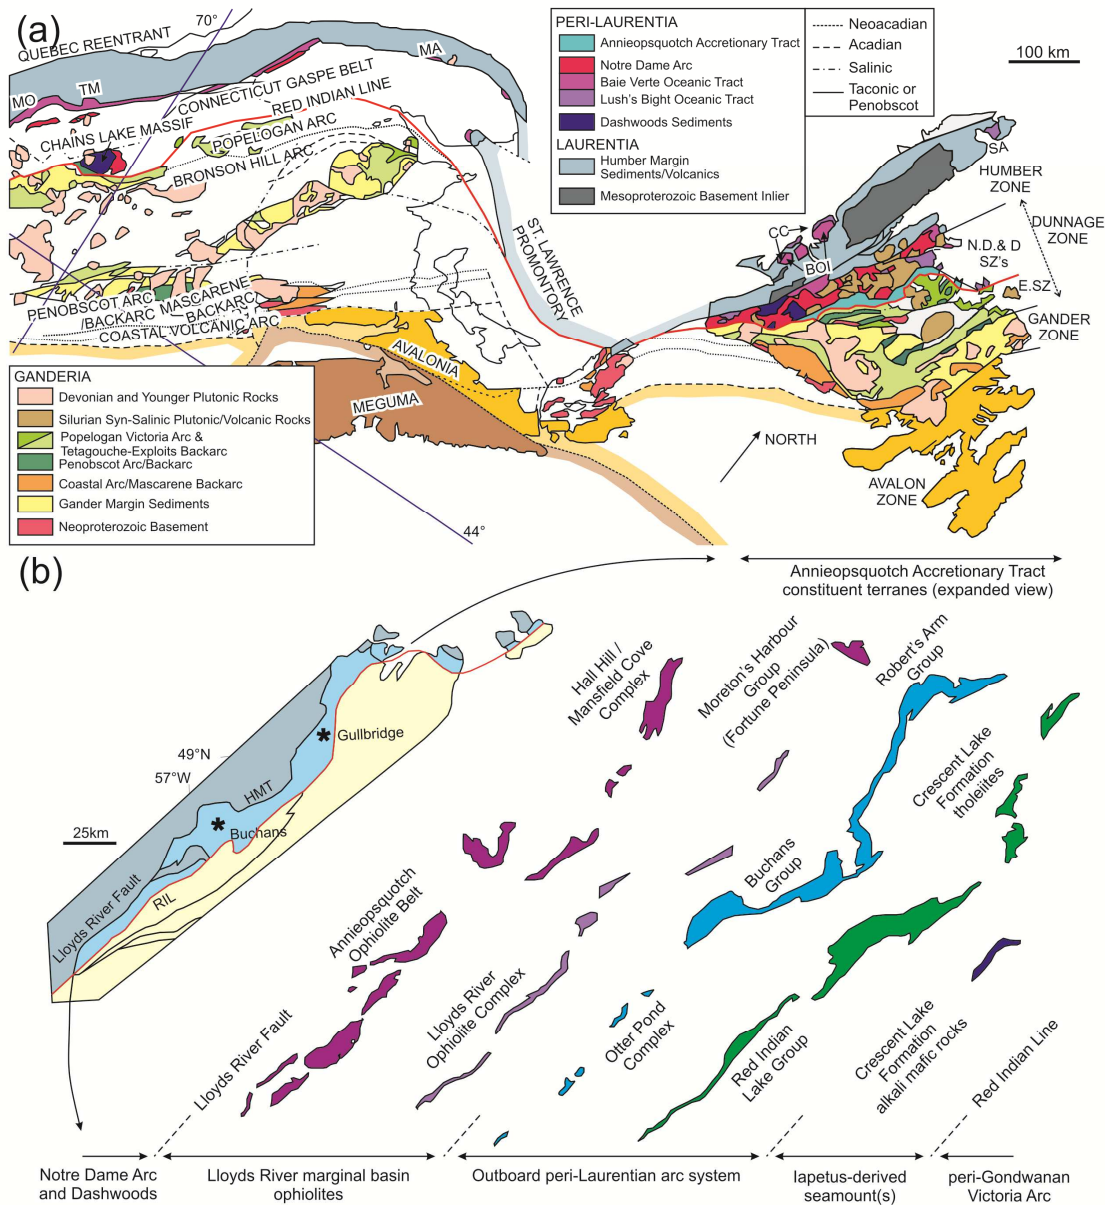 (a)
70°
QUEBEC REENTRANT
MO
TM
MA
CONNECTICUT GASPE BELT
RED INDIAN LINE
CHAINS LAKE MASSIF
POPELOGAN ARC
BRONSON HILL ARC
PENOBSCOT ARC
/BACKARC
MASCARENE
BACKARC
COASTAL VOLCANIC ARC
AVALONIA
MEGUMA
ST. LAWRENCE
PROMONTORY
44°
PERI-LAURENTIA
Annieopsquotch Accretionary Tract
Notre Dame Arc
Baie Verte Oceanic Tract
Lush's Bight Oceanic Tract
Dashwoods Sediments
LAURENTIA
Humber Margin
Sediments/Volcanics
Mesoproterozoic Basement Inlier
Neoacadian
Acadian
Salinic
Taconic or
Penobscot
100 km
SA
HUMBER
ZONE
DUNNAGE
ZONE
CC
BOI
N.D.& D
SZ's
E.SZ
GANDER
ZONE
NORTH
AVALON
ZONE
GANDERIA
Devonian and Younger Plutonic Rocks
Silurian Syn-Salinic Plutonic/Volcanic Rocks
Popelogan Victoria Arc &
Tetagouche-Exploits Backarc
Penobscot Arc/Backarc
Coastal Arc/Mascarene Backarc
Gander Margin Sediments
Neoproterozoic Basement
(b)
Annieopsquotch Accretionary Tract
constituent terranes (expanded view)
49°N
57°W
25km
HMT
* Gullbridge
* Buchans
Lloyds River Fault
RIL
Hall Hill /
Mansfield Cove
Complex
Moreton's Harbour
Group
(Fortune Peninsula)
Robert's Arm
Group
Crescent Lake
Formation
tholeiites
Buchans
Group
Annieopsquotch
Ophiolite Belt
Lloyds River Fault
Lloyds River
Ophiolite Complex
Otter Pond
Complex
Red Indian
Lake Group
Crescent Lake
Formation
alkali mafic rocks
Red Indian Line
Notre Dame Arc
and Dashwoods
Lloyds River marginal basin
ophiolites
Outboard peri-Laurentian arc system
Iapetus-derived
seamount(s)
peri-Gondwanan
Victoria Arc